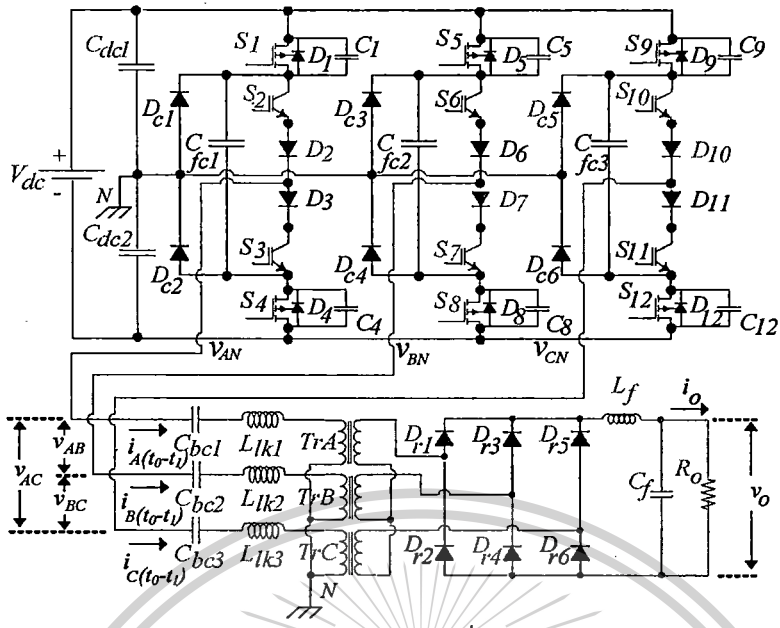 S1 D1 C1 S5 D5 C5 S9 D9 C9
Cdc1
S2 S6 S10
Dc1 Dc3 Dc5
Cfc1 D2 Cfc2 D6 Cfc3 D10
+
Vdc
-
N
D3 D7 D11
Cdc2
S3 S7 S11
Dc2 Dc4 Dc6
S4 D4 C4 S8 D8 C8 S12 D12 C12
vAN vBN vCN
Lf io
vAB iA(t0-t1) Cbc1 Llk1 TrA Dr1 Dr3 Dr5
vAC Cf Ro vo
vBC iB(t0-t1) Cbc2 Llk2 TrB
iC(t0-t1) Cbc3 Llk3 TrC Dr2 Dr4 Dr6
N